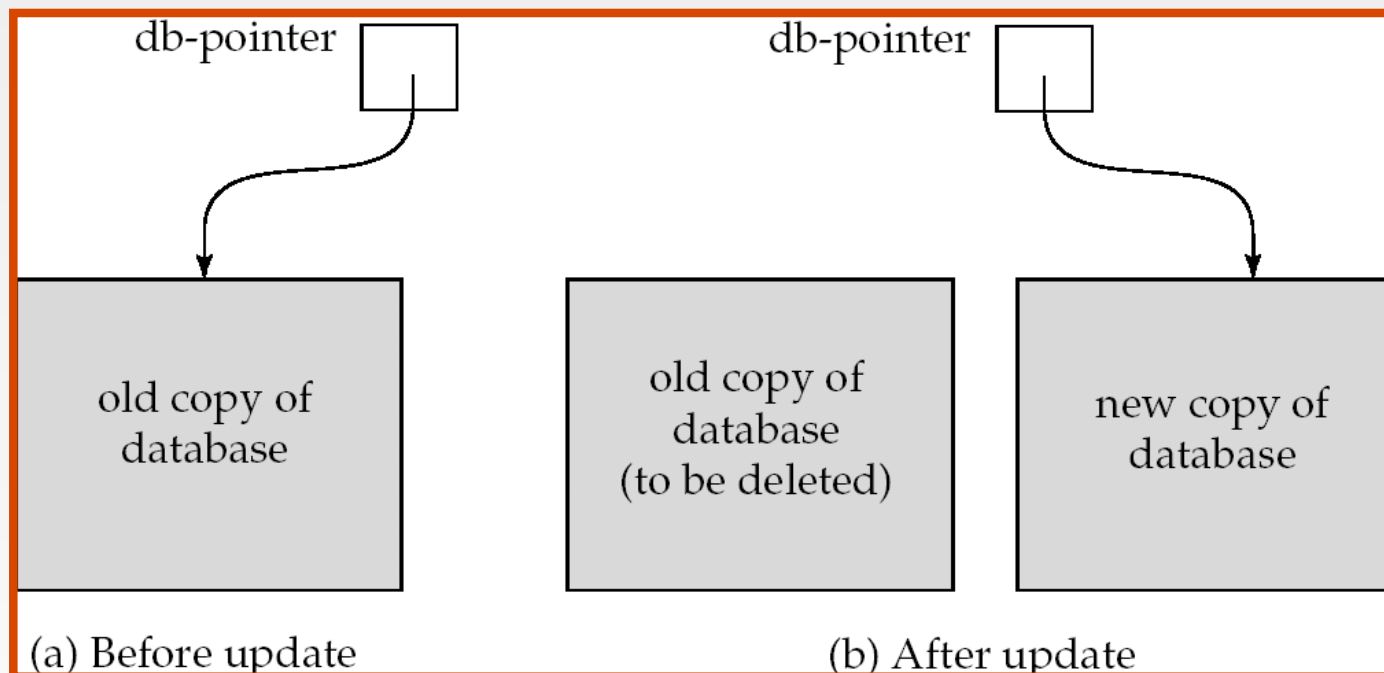 db-pointer
old copy of
database
(a) Before update
db-pointer
old copy of
database
(to be deleted)
new copy of
database
(b) After update